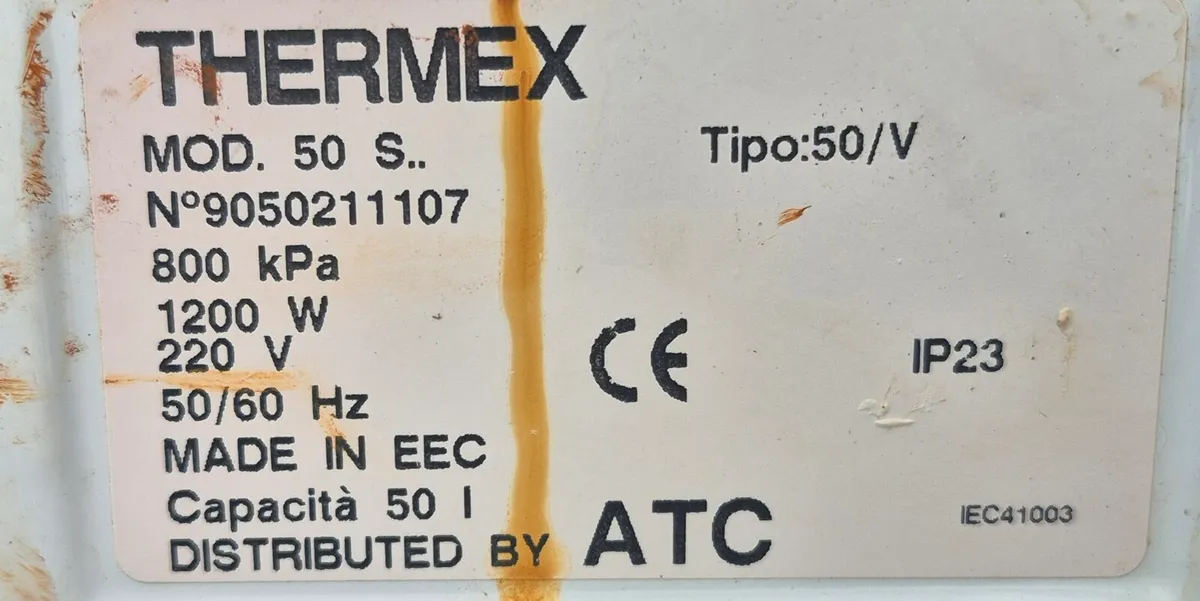 THERMEX
MOD. 50 S..
Tipo:50/V
Nº9050211107
800 kPa
1200 W
220 V
CE
IP23
50/60 Hz
MADE IN EEC
Capacità 50 l
IEC41003
DISTRIBUTED BY ATC